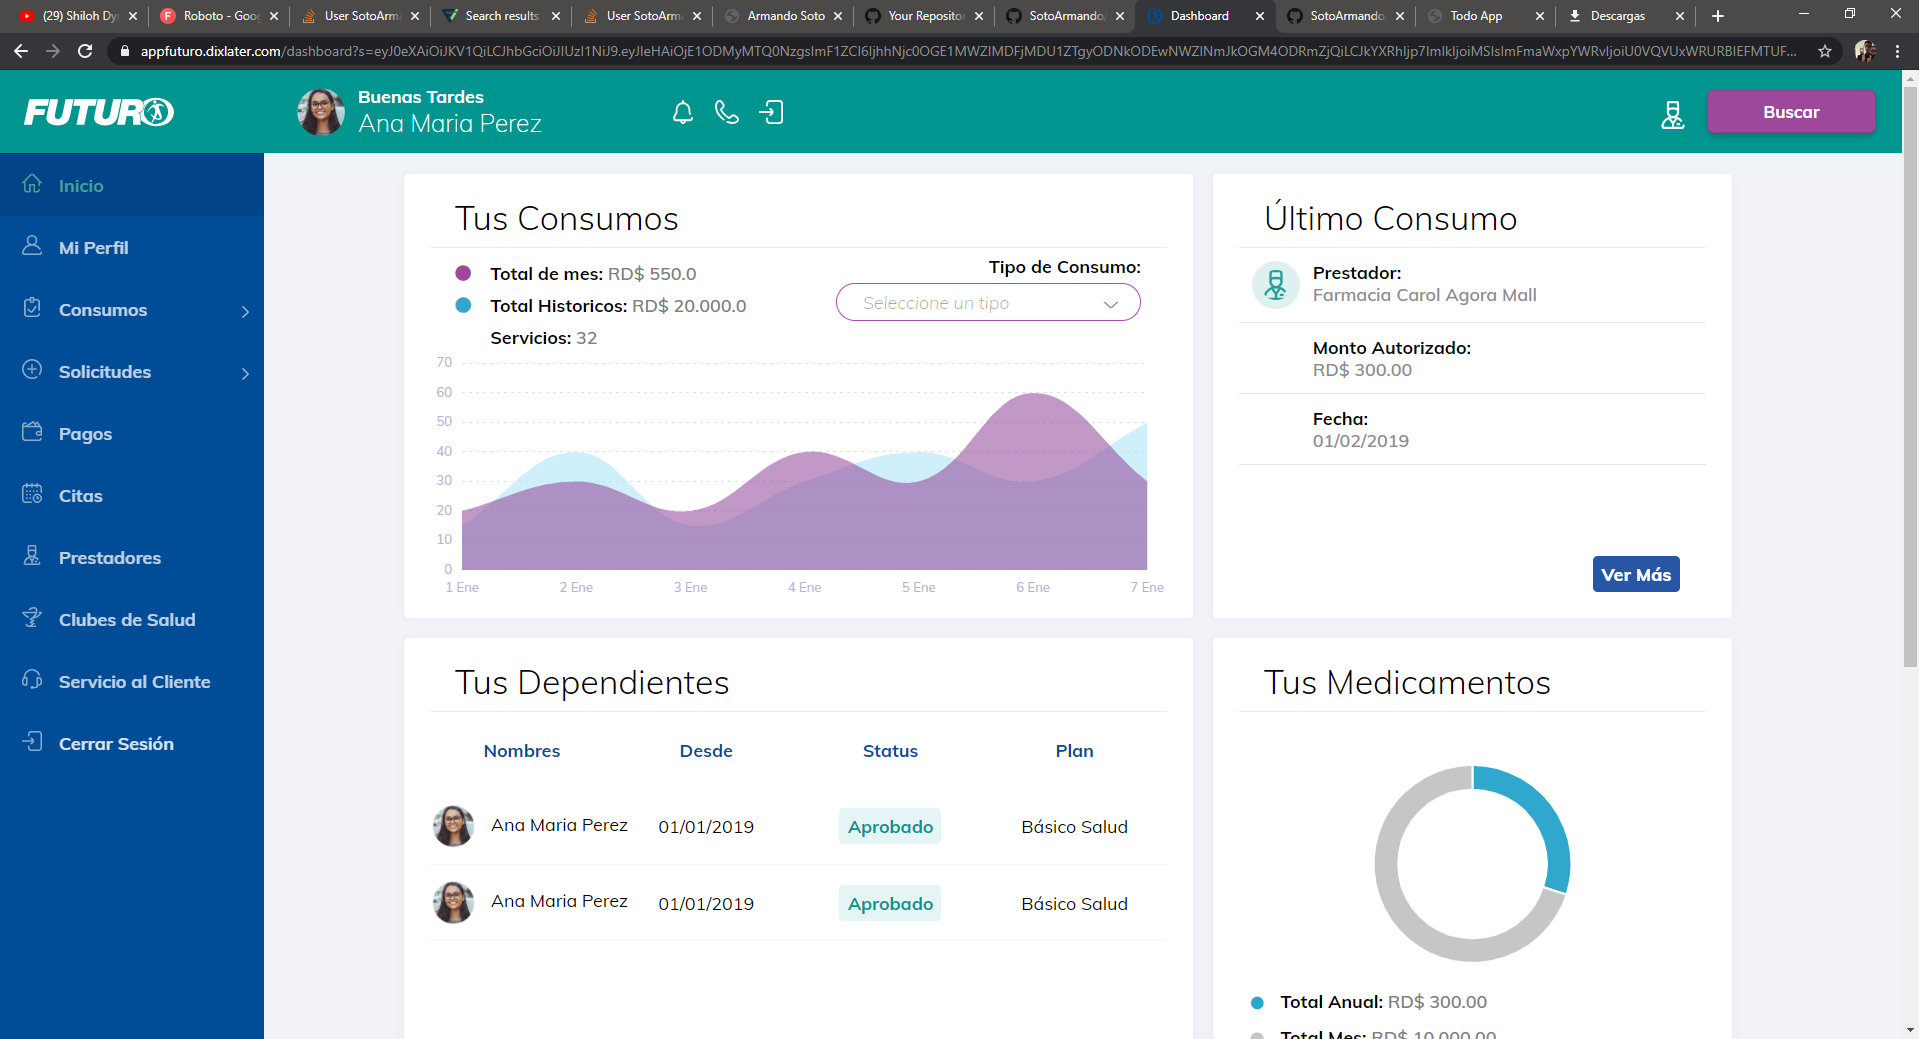 (29) Shiloh Dy
Roboto - Goo
User SotoArma
Search results
User SotoArma
Armando Soto
Your Repositor
SotoArmando
Dashboard
SotoArmando
Todo App
Descargas
appfuturo.dixlater.com/dashboard?s=
FUTURO
Buenas Tardes
Ana Maria Perez
Buscar
Inicio
Mi Perfil
Consumos
Solicitudes
Pagos
Citas
Prestadores
Clubes de Salud
Servicio al Cliente
Cerrar Sesión
Tus Consumos
Total de mes: RD$ 550.0
Total Historicos: RD$ 20.000.0
Servicios: 32
Tipo de Consumo:
Seleccione un tipo
70
60
50
40
30
20
10
0
1 Ene 2 Ene 3 Ene 4 Ene 5 Ene 6 Ene 7 Ene
Último Consumo
Prestador:
Farmacia Carol Agora Mall
Monto Autorizado:
RD$ 300.00
Fecha:
01/02/2019
Ver Más
Tus Dependientes
Nombres Desde Status Plan
Ana Maria Perez 01/01/2019 Aprobado Básico Salud
Ana Maria Perez 01/01/2019 Aprobado Básico Salud
Tus Medicamentos
Total Anual: RD$ 300.00
Total Mes: RD$ 10.000.00